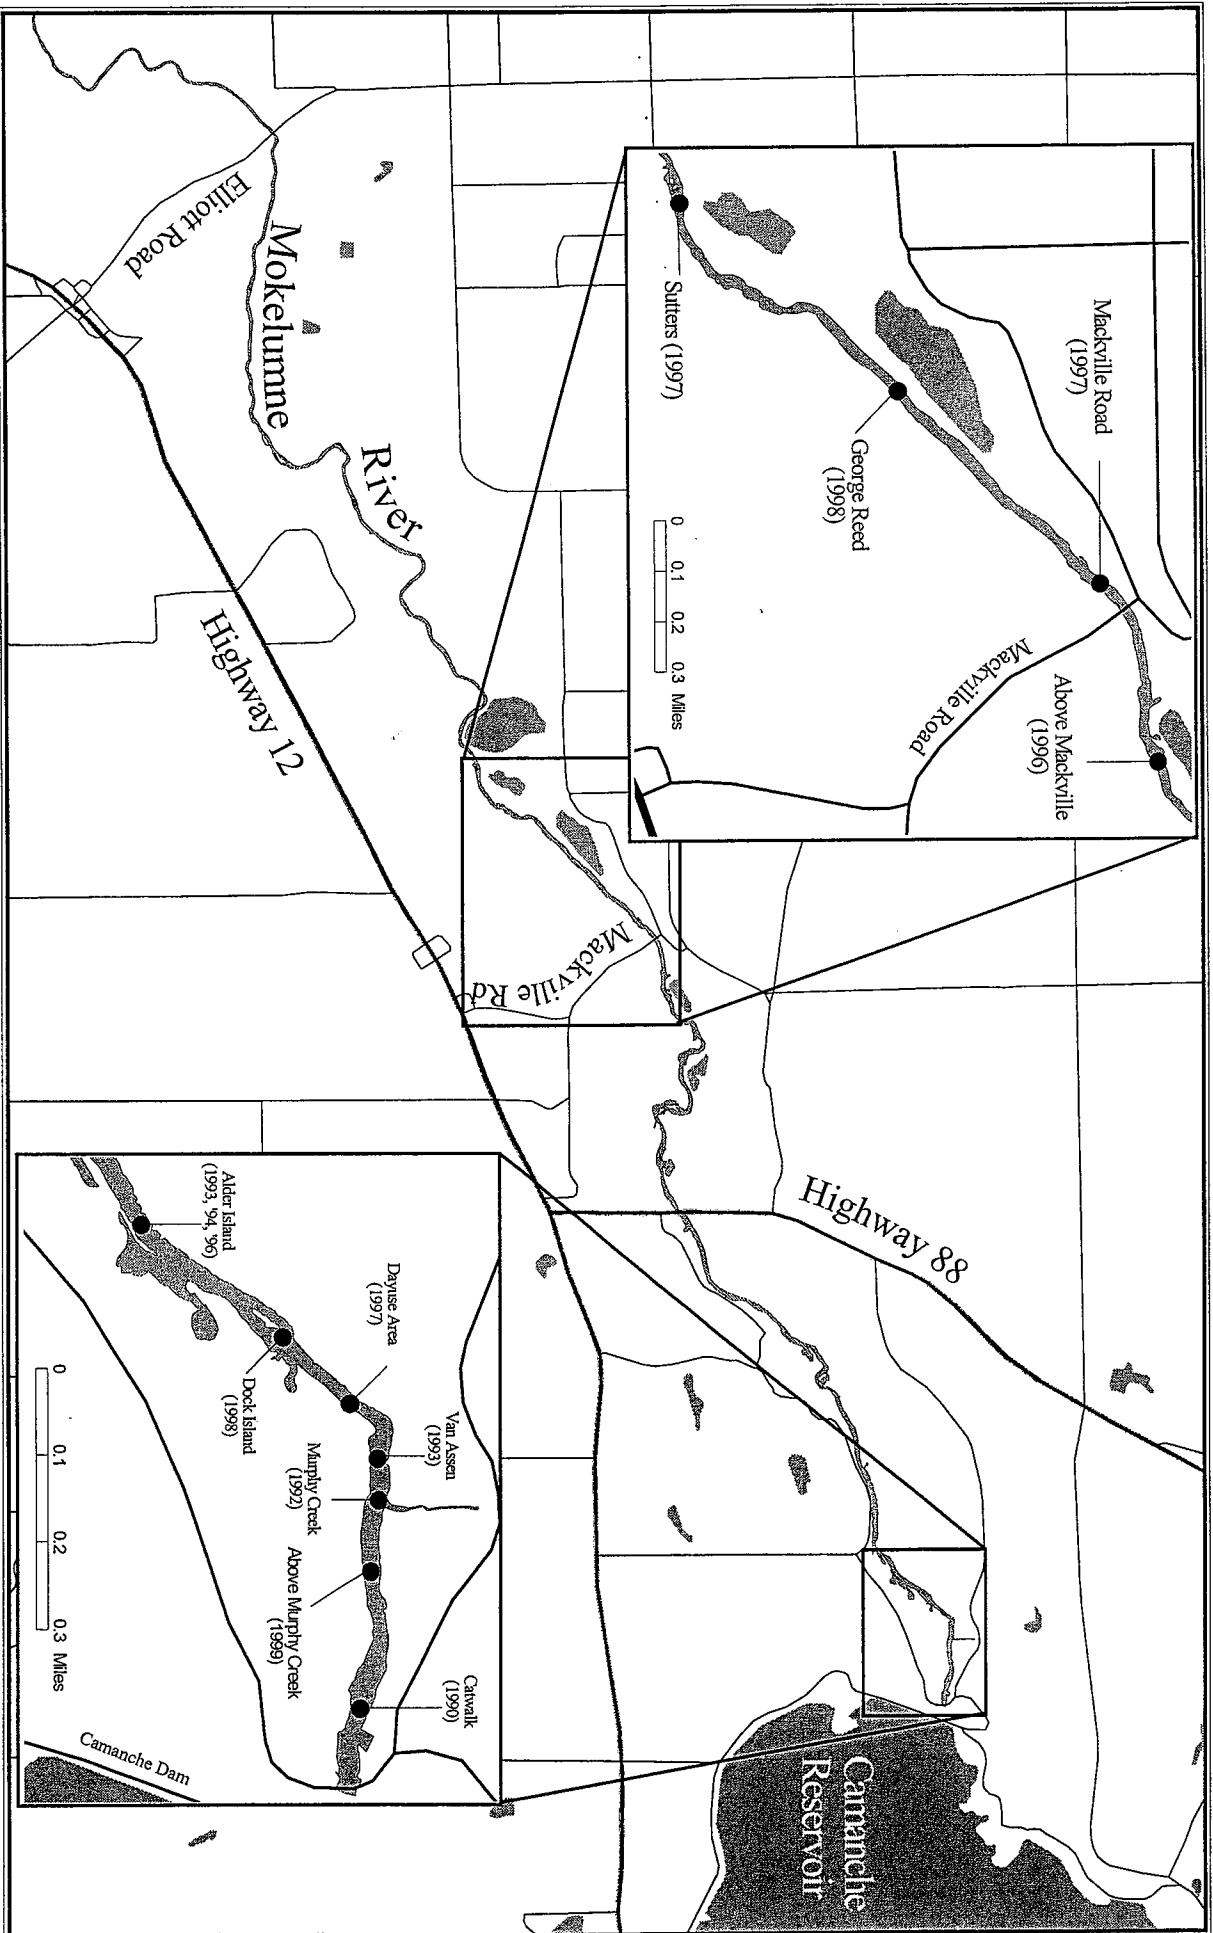 Mackville Road
(1997)
Above Mackville
(1996)
Mackville Road
George Reed
(1998)
Sutters (1997)
0 0.1 0.2 0.3 Miles
Highway 88
Mackville Rd
Mokelumne
River
Elliott Road
Highway 12
Camanche
Reservoir
Catwalk
(1990)
Van Assen
(1993)
Dayuse Area
(1997)
Murphy Creek
(1992)
Above Murphy Creek
(1999)
Dock Island
(1998)
Alder Island
(1993, '94, '96)
0 0.1 0.2 0.3 Miles
Camanche Dam